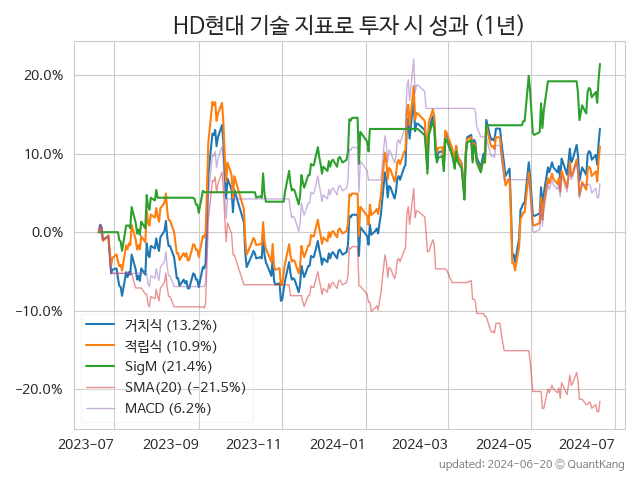 HD현대 기술 지표로 투자 시 성과 (1년)
20.0%
10.0%
0.0%
−10.0%
−20.0%
거치식 (13.2%)
적립식 (10.9%)
SigM (21.4%)
SMA(20) (−21.5%)
MACD (6.2%)
2023-07 2023-09 2023-11 2024-01 2024-03 2024-05 2024-07
updated: 2024-06-20 © QuantKang